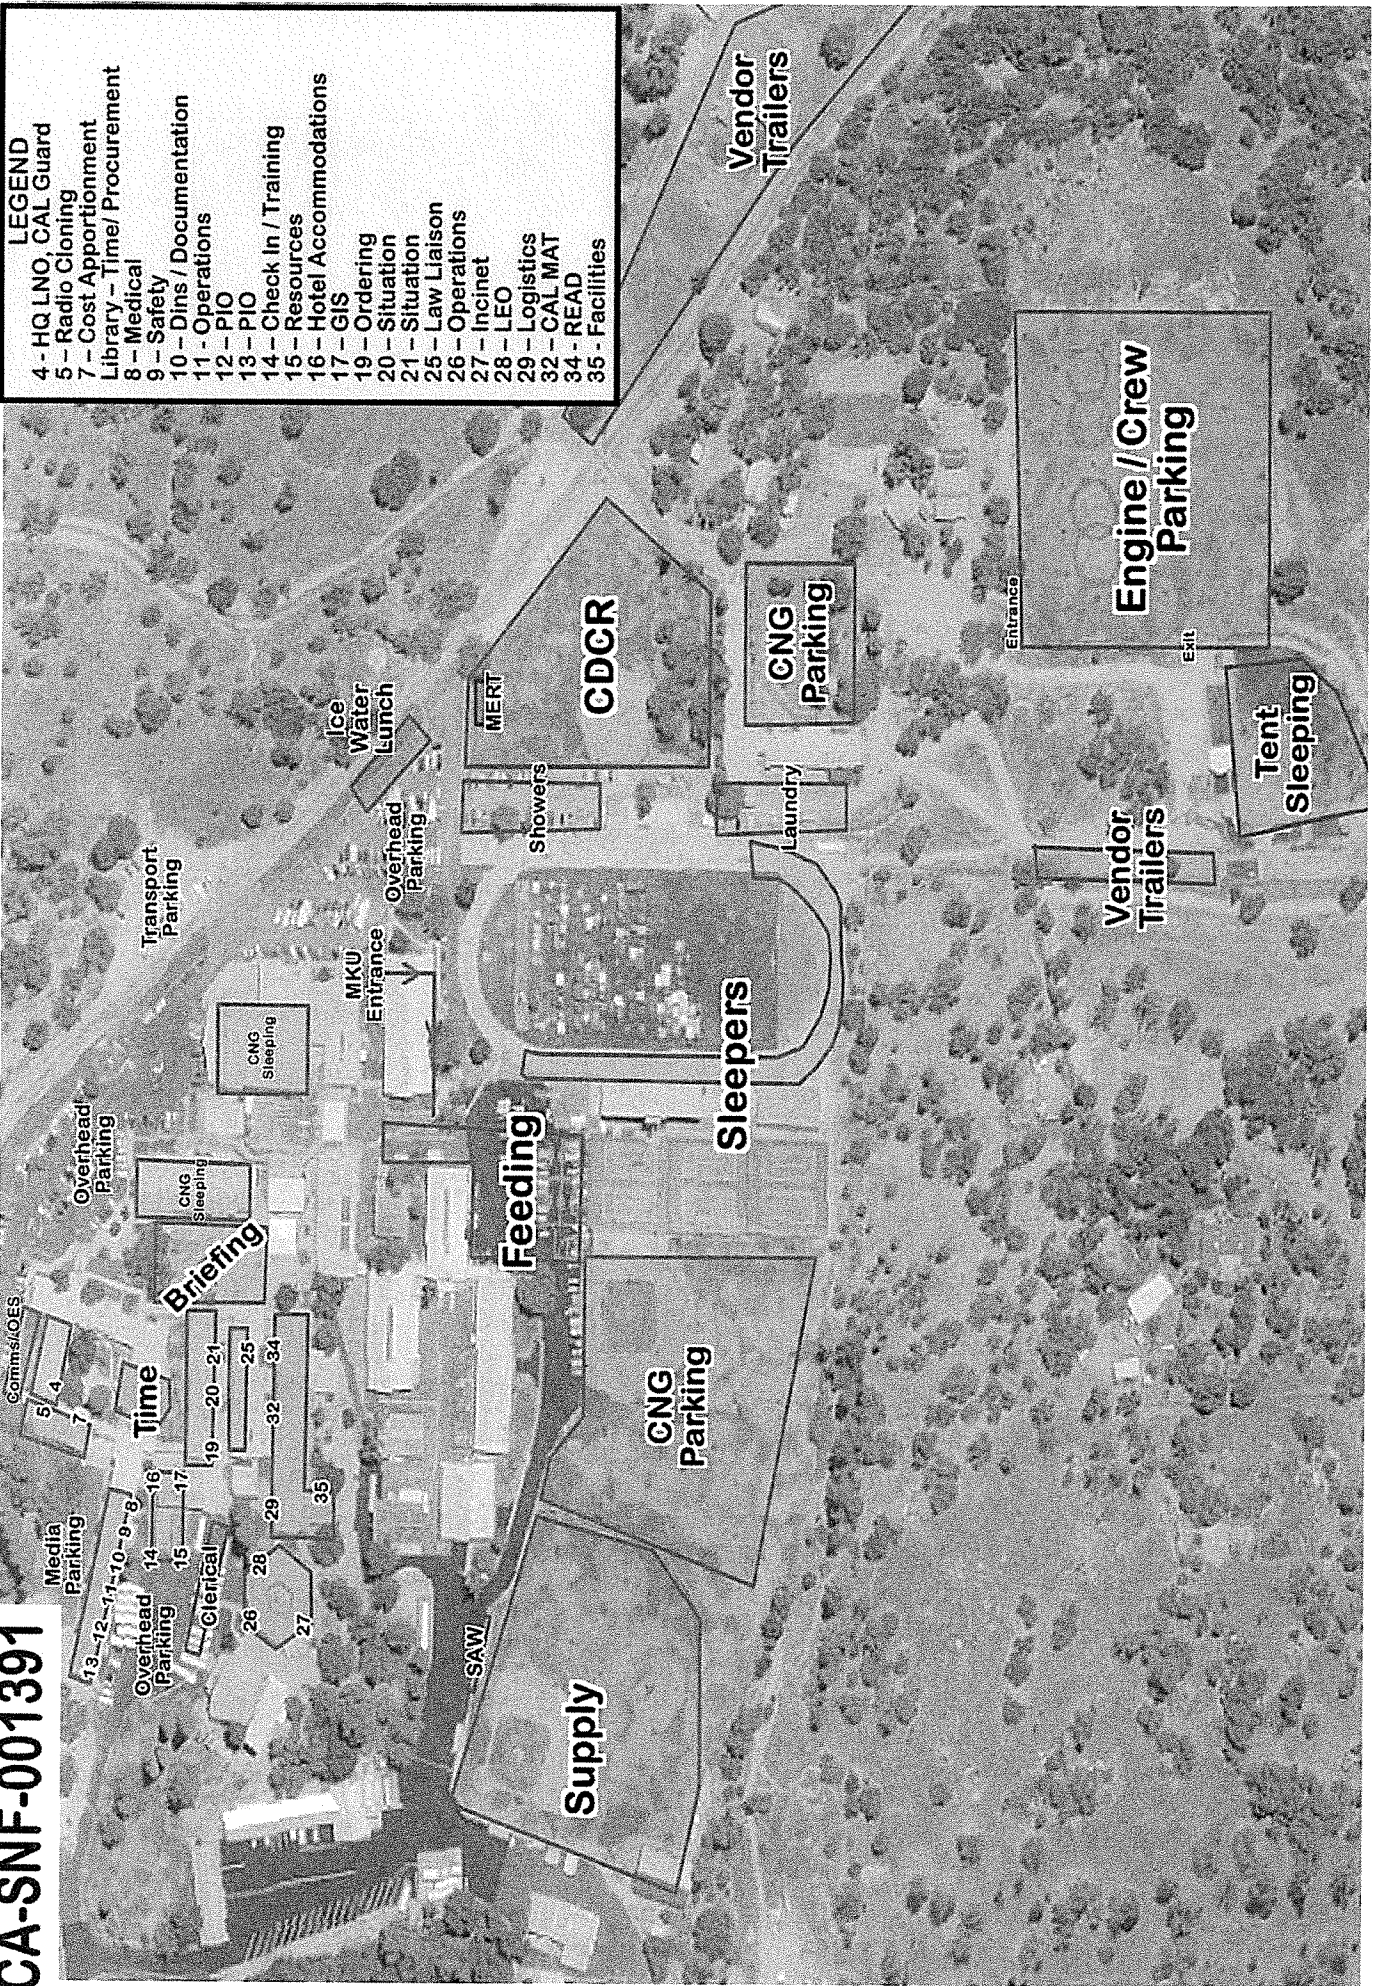 CA-SNF-001391
LEGEND
4 - HQ LNO, CAL Guard
5 – Radio Cloning
7 – Cost Apportionment
Library – Time/ Procurement
8 – Medical
9 – Safety
10 – Dins / Documentation
11 - Operations
12 – PIO
13 – PIO
14 – Check In / Training
15 – Resources
16 – Hotel Accommodations
17 – GIS
19 – Ordering
20 – Situation
21 – Situation
25 – Law Liaison
26 – Operations
27 – Incinet
28 – LEO
29 – Logistics
32 – CAL MAT
34 - READ
35 - Facilities
Comms/OES
5
4
7
Media
Parking
13
12
11
10
9
8
Overhead
Parking
14
16
15
17
Clerical
Time
19
20
21
25
29
32
34
35
26
28
27
Briefing
CNG
Sleeping
Overhead
Parking
CNG
Sleeping
Transport
Parking
MKU
Entrance
Overhead
Parking
Ice
Water
Lunch
MERT
CDCR
Showers
Laundry
CNG
Parking
Vendor
Trailers
SAW
Supply
CNG
Parking
Feeding
Sleepers
Vendor
Trailers
Tent
Sleeping
Entrance
Exit
Engine / Crew
Parking